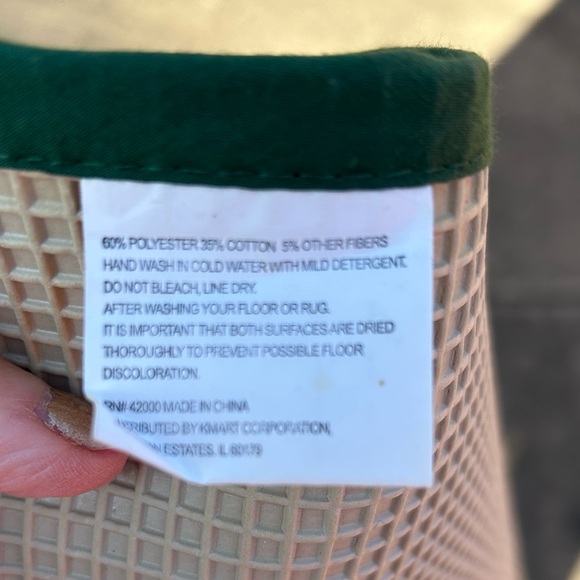 60% POLYESTER 35% COTTON 5% OTHER FIBERS
HAND WASH IN COLD WATER WITH MILD DETERGENT.
DO NOT BLEACH, LINE DRY.
AFTER WASHING YOUR FLOOR OR RUG.
IT IS IMPORTANT THAT BOTH SURFACES ARE DRIED
THOROUGHLY TO PREVENT POSSIBLE FLOOR
DISCOLORATION.
RN# 42000 MADE IN CHINA
TRIBUTED BY KMART CORPORATION,
ESTATES, IL 60179